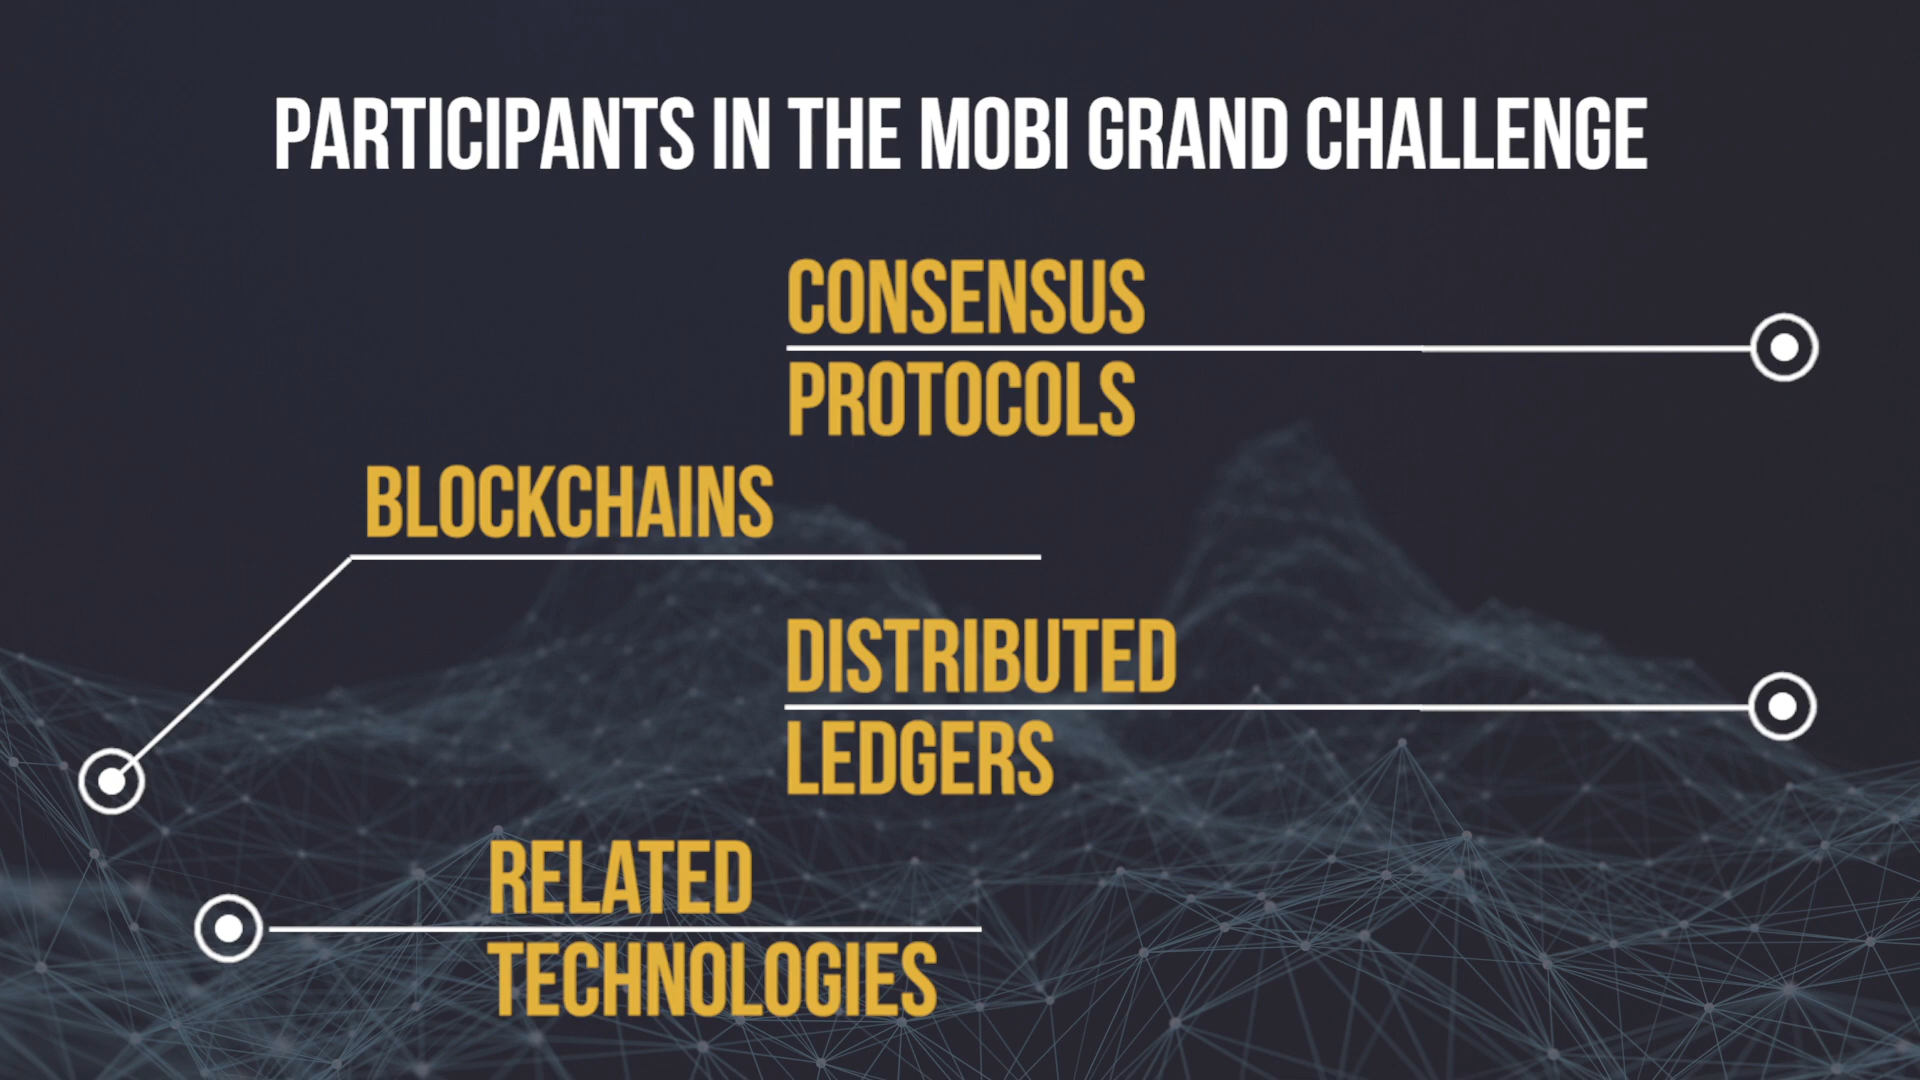 PARTICIPANTS IN THE MOBI GRAND CHALLENGE
CONSENSUS
PROTOCOLS
BLOCKCHAINS
DISTRIBUTED
LEDGERS
RELATED
TECHNOLOGIES